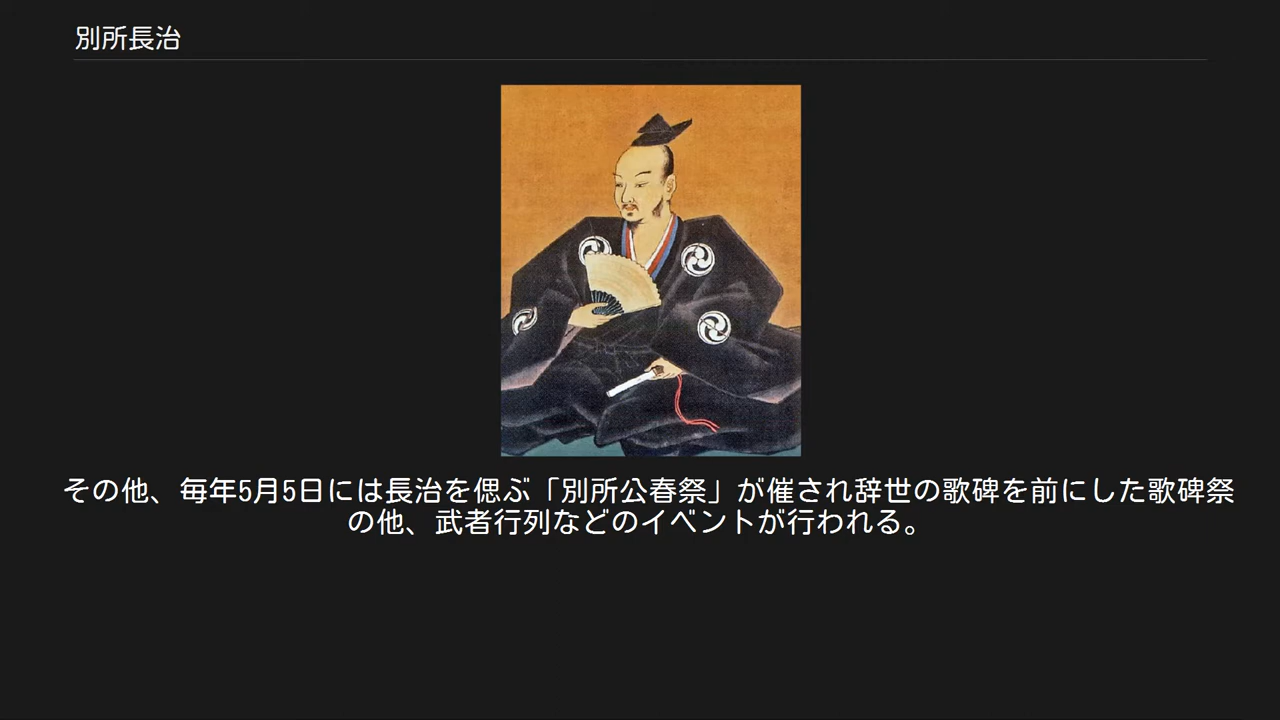 別所長治
その他、毎年5月5日には長治を偲ぶ「別所公春祭」が催され辞世の歌碑を前にした歌碑祭
の他、武者行列などのイベントが行われる。